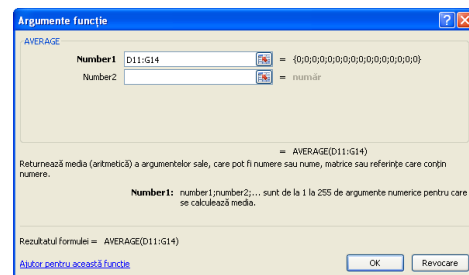 Argumente funcție
AVERAGE
Number1 D11:G14 = {0;0;0;0;0;0;0;0;0;0;0;0;0;0;0;0}
Number2 = număr
= AVERAGE(D11:G14)
Returnează media (aritmetică) a argumentelor sale, care pot fi numere sau nume, matrice sau referințe care conțin
numere.
Number1: number1;number2;... sunt de la 1 la 255 de argumente numerice pentru care
se calculează media.
Rezultatul formulei = AVERAGE(D11:G14)
Ajutor pentru această funcție
OK Revocare